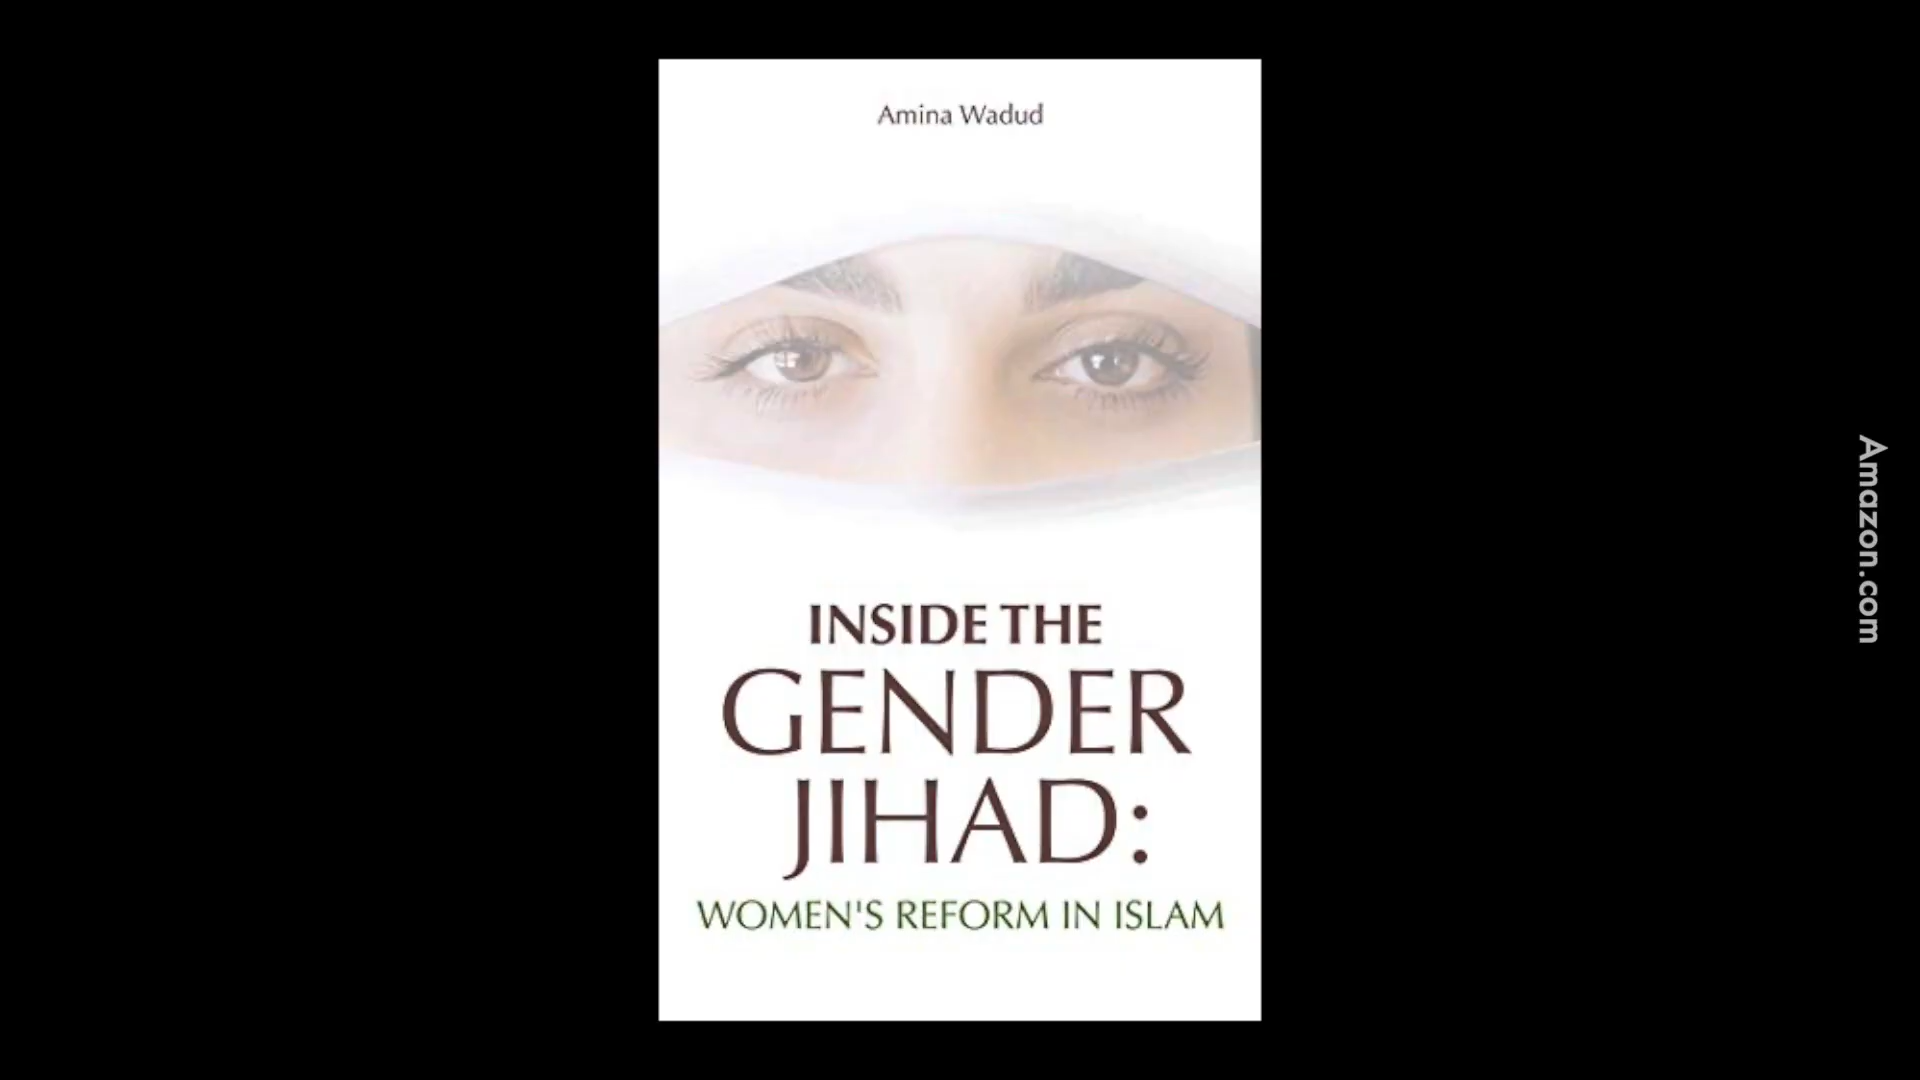 Amina Wadud
INSIDE THE
GENDER
JIHAD:
WOMEN'S REFORM IN ISLAM
Amazon.com